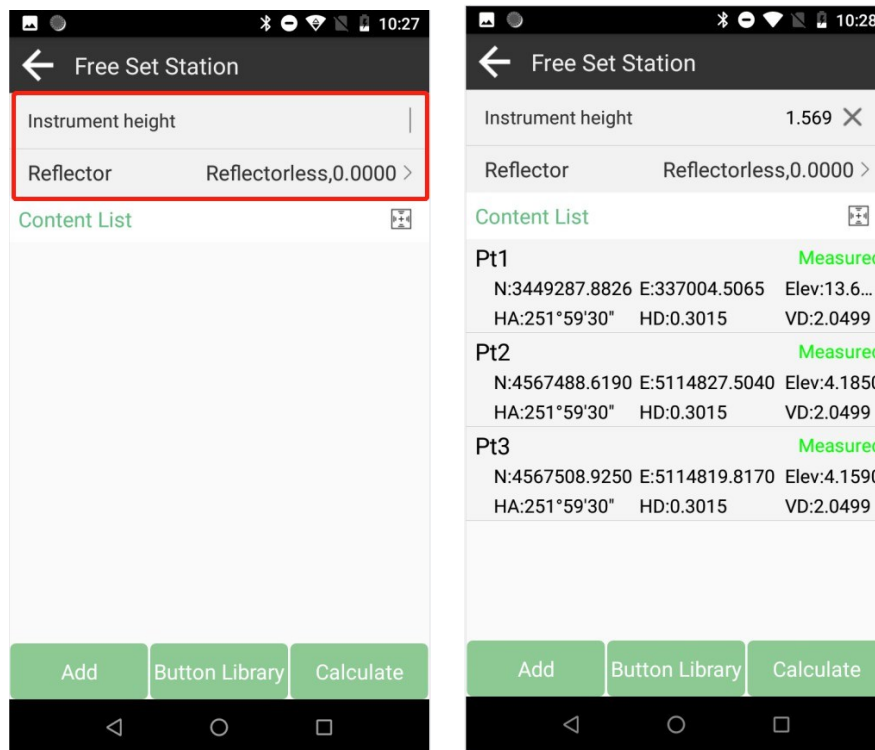 10:27
Free Set Station
Instrument height
Reflector Reflectorless,0.0000 >
Content List
Add Button Library Calculate
10:28
Free Set Station
Instrument height 1.569
Reflector Reflectorless,0.0000 >
Content List
Pt1 Measured
N:3449287.8826 E:337004.5065 Elev:13.6...
HA:251°59'30" HD:0.3015 VD:2.0499
Pt2 Measured
N:4567488.6190 E:5114827.5040 Elev:4.1850
HA:251°59'30" HD:0.3015 VD:2.0499
Pt3 Measured
N:4567508.9250 E:5114819.8170 Elev:4.1590
HA:251°59'30" HD:0.3015 VD:2.0499
Add Button Library Calculate